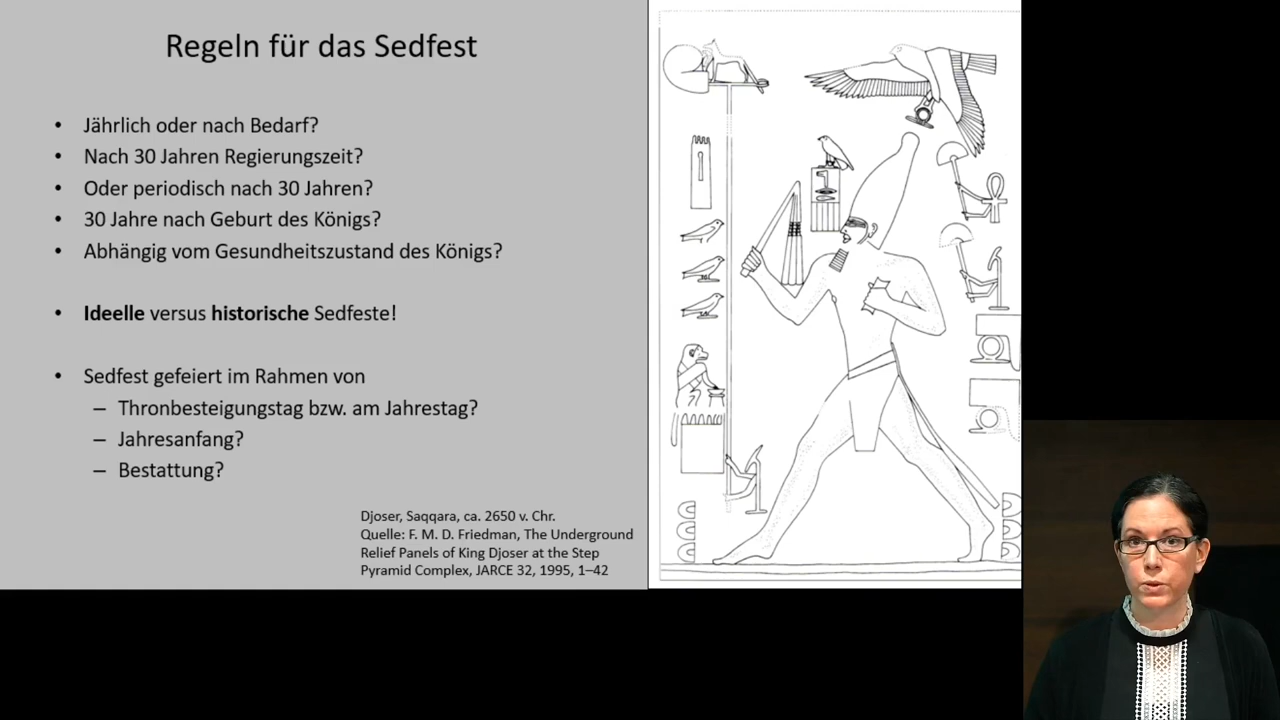 Regeln für das Sedfest
• Jährlich oder nach Bedarf?
• Nach 30 Jahren Regierungszeit?
• Oder periodisch nach 30 Jahren?
• 30 Jahre nach Geburt des Königs?
• Abhängig vom Gesundheitszustand des Königs?
• Ideelle versus historische Sedfeste!
• Sedfest gefeiert im Rahmen von
– Thronbesteigungstag bzw. am Jahrestag?
– Jahresanfang?
– Bestattung?
Djoser, Saqqara, ca. 2650 v. Chr.
Quelle: F. M. D. Friedman, The Underground
Relief Panels of King Djoser at the Step
Pyramid Complex, JARCE 32, 1995, 1–42